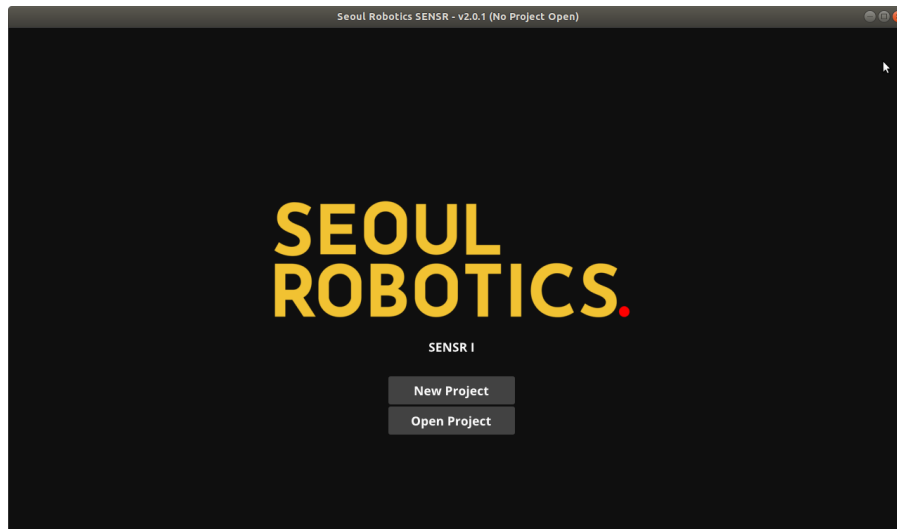 Seoul Robotics SENSR - v2.0.1 (No Project Open)
SEOUL
ROBOTICS.
SENSR I
New Project
Open Project